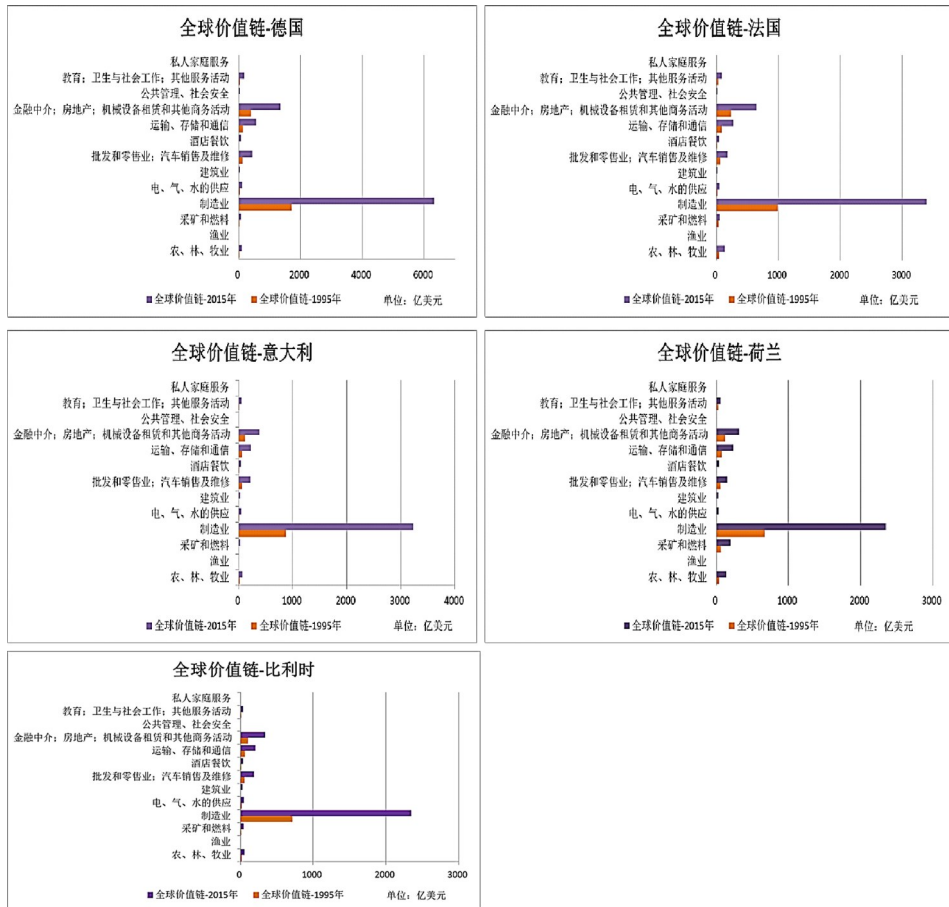 全球价值链-德国
私人家庭服务
教育；卫生与社会工作；其他服务活动
公共管理、社会安全
金融中介；房地产；机械设备租赁和其他商务活动
运输、存储和通信
酒店餐饮
批发和零售业；汽车销售及维修
建筑业
电、气、水的供应
制造业
采矿和燃料
渔业
农、林、牧业
0 2000 4000 6000
全球价值链-2015年 全球价值链-1995年 单位：亿美元
全球价值链-法国
私人家庭服务
教育；卫生与社会工作；其他服务活动
公共管理、社会安全
金融中介；房地产；机械设备租赁和其他商务活动
运输、存储和通信
酒店餐饮
批发和零售业；汽车销售及维修
建筑业
电、气、水的供应
制造业
采矿和燃料
渔业
农、林、牧业
0 1000 2000 3000
全球价值链-2015年 全球价值链-1995年 单位：亿美元
全球价值链-意大利
私人家庭服务
教育；卫生与社会工作；其他服务活动
公共管理、社会安全
金融中介；房地产；机械设备租赁和其他商务活动
运输、存储和通信
酒店餐饮
批发和零售业；汽车销售及维修
建筑业
电、气、水的供应
制造业
采矿和燃料
渔业
农、林、牧业
0 1000 2000 3000 4000
全球价值链-2015年 全球价值链-1995年 单位：亿美元
全球价值链-荷兰
私人家庭服务
教育；卫生与社会工作；其他服务活动
公共管理、社会安全
金融中介；房地产；机械设备租赁和其他商务活动
运输、存储和通信
酒店餐饮
批发和零售业；汽车销售及维修
建筑业
电、气、水的供应
制造业
采矿和燃料
渔业
农、林、牧业
0 1000 2000 3000
全球价值链-2015年 全球价值链-1995年 单位：亿美元
全球价值链-比利时
私人家庭服务
教育；卫生与社会工作；其他服务活动
公共管理、社会安全
金融中介；房地产；机械设备租赁和其他商务活动
运输、存储和通信
酒店餐饮
批发和零售业；汽车销售及维修
建筑业
电、气、水的供应
制造业
采矿和燃料
渔业
农、林、牧业
0 1000 2000 3000
全球价值链-2015年 全球价值链-1995年 单位：亿美元